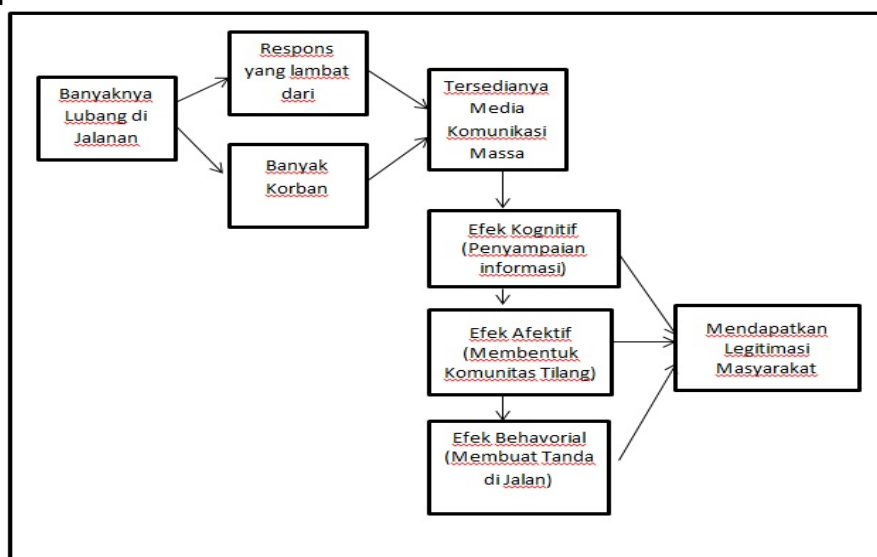 Banyaknya
Lubang di
Jalanan
Respons
yang lambat
dari
Banyak
Korban
Tersedianya
Media
Komunikasi
Massa
Efek Kognitif
(Penyampaian
informasi)
Efek Afektif
(Membentuk
Komunitas Tilang)
Efek Behavorial
(Membuat Tanda
di Jalan)
Mendapatkan
Legitimasi
Masyarakat